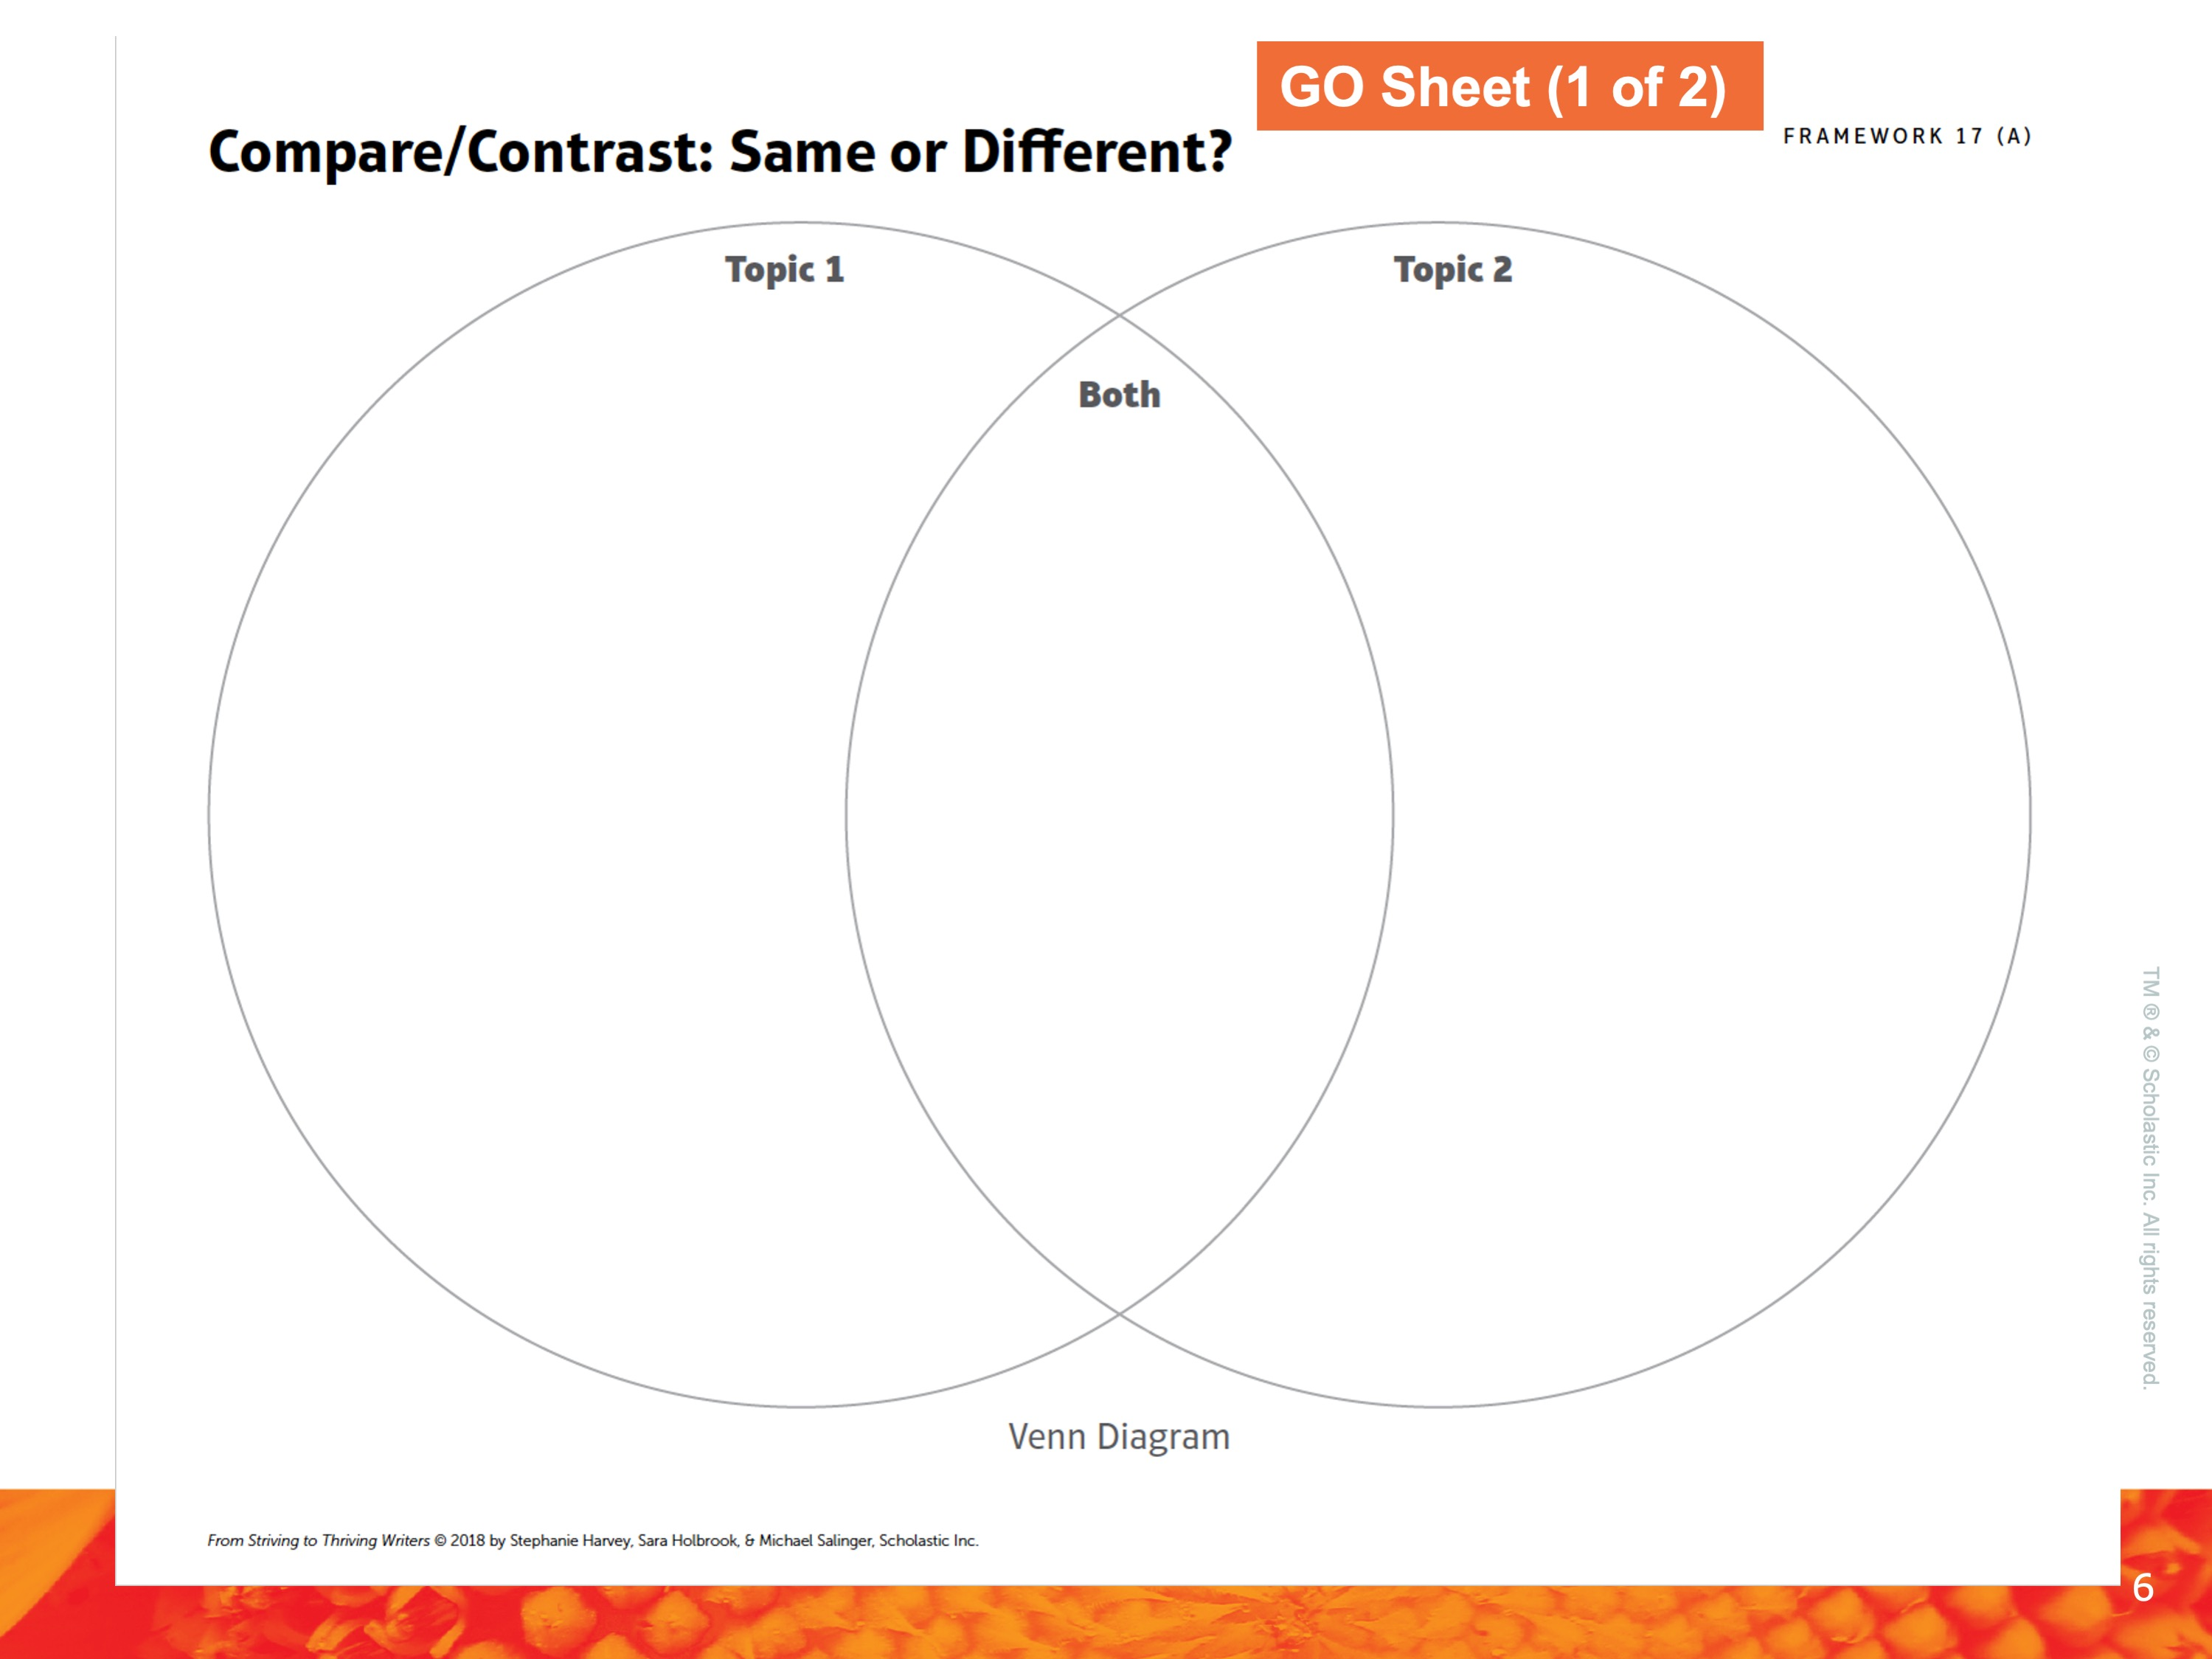 GO Sheet (1 of 2)
FRAMEWORK 17 (A)
Compare/Contrast: Same or Different?
Topic 1
Topic 2
Both
Venn Diagram
From Striving to Thriving Writers © 2018 by Stephanie Harvey, Sara Holbrook, & Michael Salinger, Scholastic Inc.
TM ® & © Scholastic Inc. All rights reserved.
6